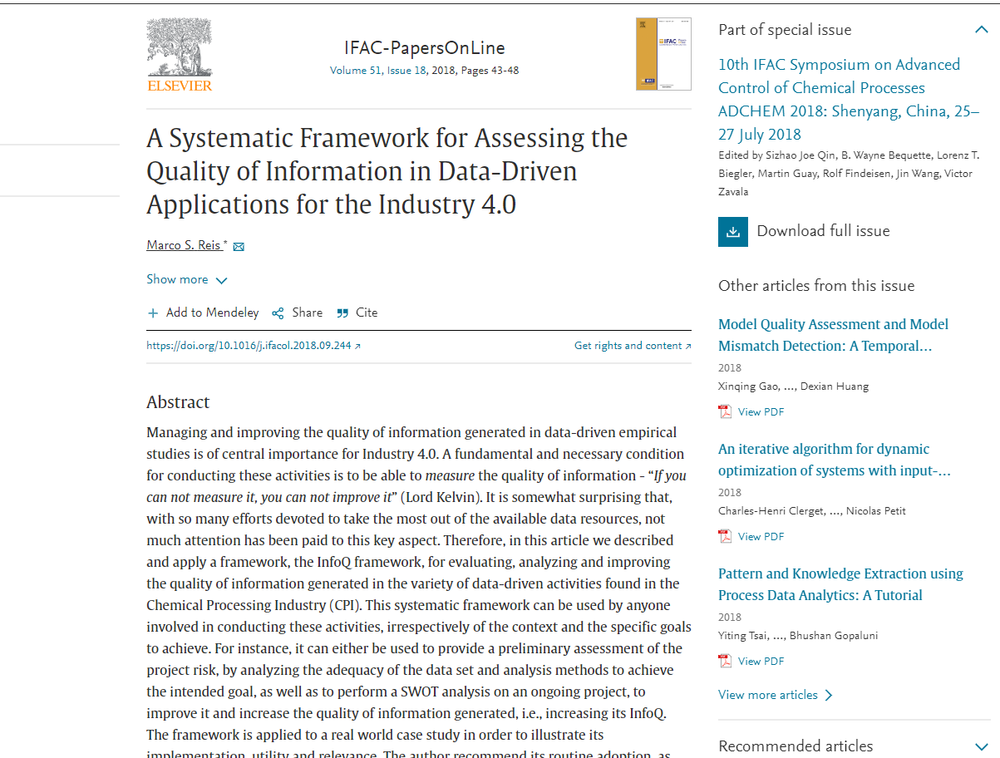 ELSEVIER
IFAC-PapersOnLine
Volume 51, Issue 18, 2018, Pages 43-48
A Systematic Framework for Assessing the
Quality of Information in Data-Driven
Applications for the Industry 4.0
Marco S. Reis *
Show more
Add to Mendeley Share Cite
https://doi.org/10.1016/j.ifacol.2018.09.244 ↗ Get rights and content ↗
Abstract
Managing and improving the quality of information generated in data-driven empirical
studies is of central importance for Industry 4.0. A fundamental and necessary condition
for conducting these activities is to be able to measure the quality of information - “If you
can not measure it, you can not improve it” (Lord Kelvin). It is somewhat surprising that,
with so many efforts devoted to take the most out of the available data resources, not
much attention has been paid to this key aspect. Therefore, in this article we described
and apply a framework, the InfoQ framework, for evaluating, analyzing and improving
the quality of information generated in the variety of data-driven activities found in the
Chemical Processing Industry (CPI). This systematic framework can be used by anyone
involved in conducting these activities, irrespectively of the context and the specific goals
to achieve. For instance, it can either be used to provide a preliminary assessment of the
project risk, by analyzing the adequacy of the data set and analysis methods to achieve
the intended goal, as well as to perform a SWOT analysis on an ongoing project, to
improve it and increase the quality of information generated, i.e., increasing its InfoQ.
The framework is applied to a real world case study in order to illustrate its
implementation, utility and relevance. The author recommend its routine adoption, as
Part of special issue
10th IFAC Symposium on Advanced
Control of Chemical Processes
ADCHEM 2018: Shenyang, China, 25–
27 July 2018
Edited by Sizhao Joe Qin, B. Wayne Bequette, Lorenz T.
Biegler, Martin Guay, Rolf Findeisen, Jin Wang, Victor
Zavala
Download full issue
Other articles from this issue
Model Quality Assessment and Model
Mismatch Detection: A Temporal…
2018
Xinqing Gao, …, Dexian Huang
View PDF
An iterative algorithm for dynamic
optimization of systems with input-…
2018
Charles-Henri Clerget, …, Nicolas Petit
View PDF
Pattern and Knowledge Extraction using
Process Data Analytics: A Tutorial
2018
Yiting Tsai, …, Bhushan Gopaluni
View PDF
View more articles
Recommended articles